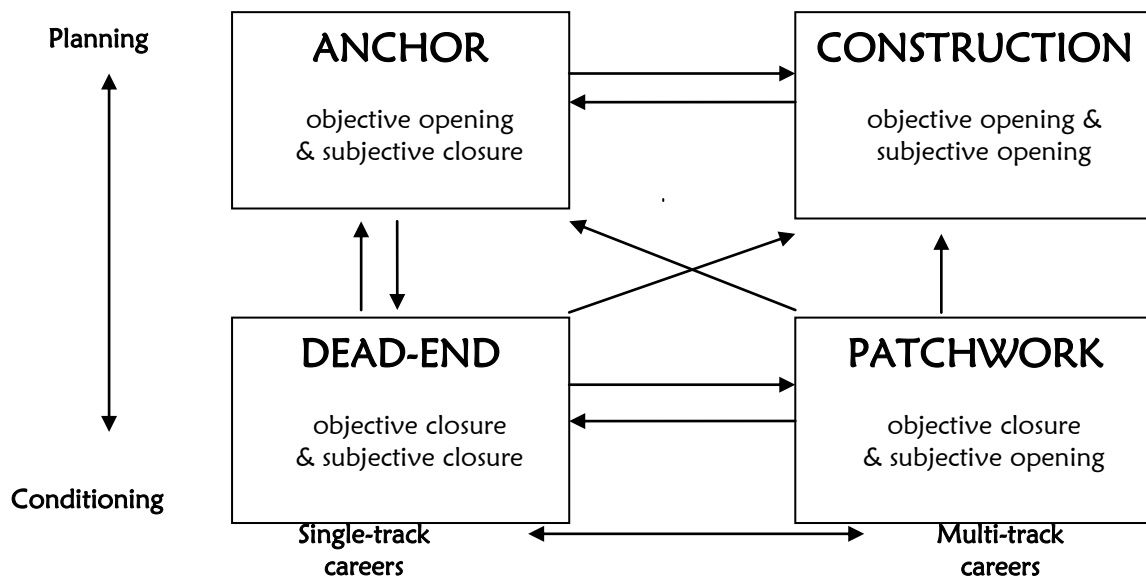 Planning
ANCHOR
objective opening
& subjective closure
CONSTRUCTION
objective opening &
subjective opening
DEAD-END
objective closure
& subjective closure
PATCHWORK
objective closure
& subjective opening
Conditioning
Single-track
careers
Multi-track
careers